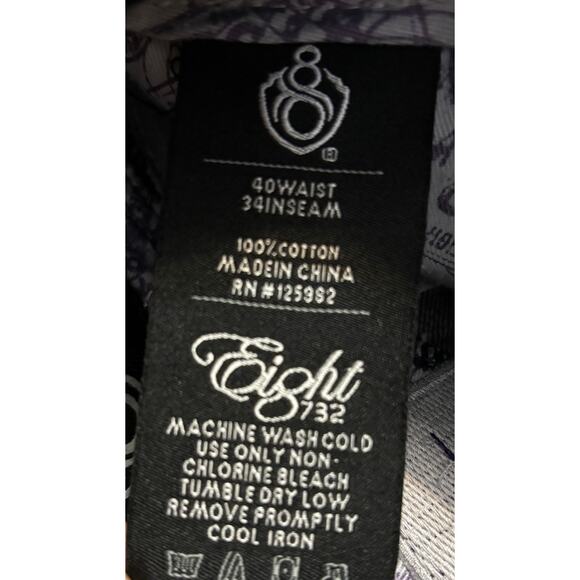 8
®
40WAIST
34INSEAM
100%COTTON
MADEIN CHINA
RN #125982
Eight
732
MACHINE WASH COLD
USE ONLY NON-
CHLORINE BLEACH
TUMBLE DRY LOW
REMOVE PROMPTLY
COOL IRON